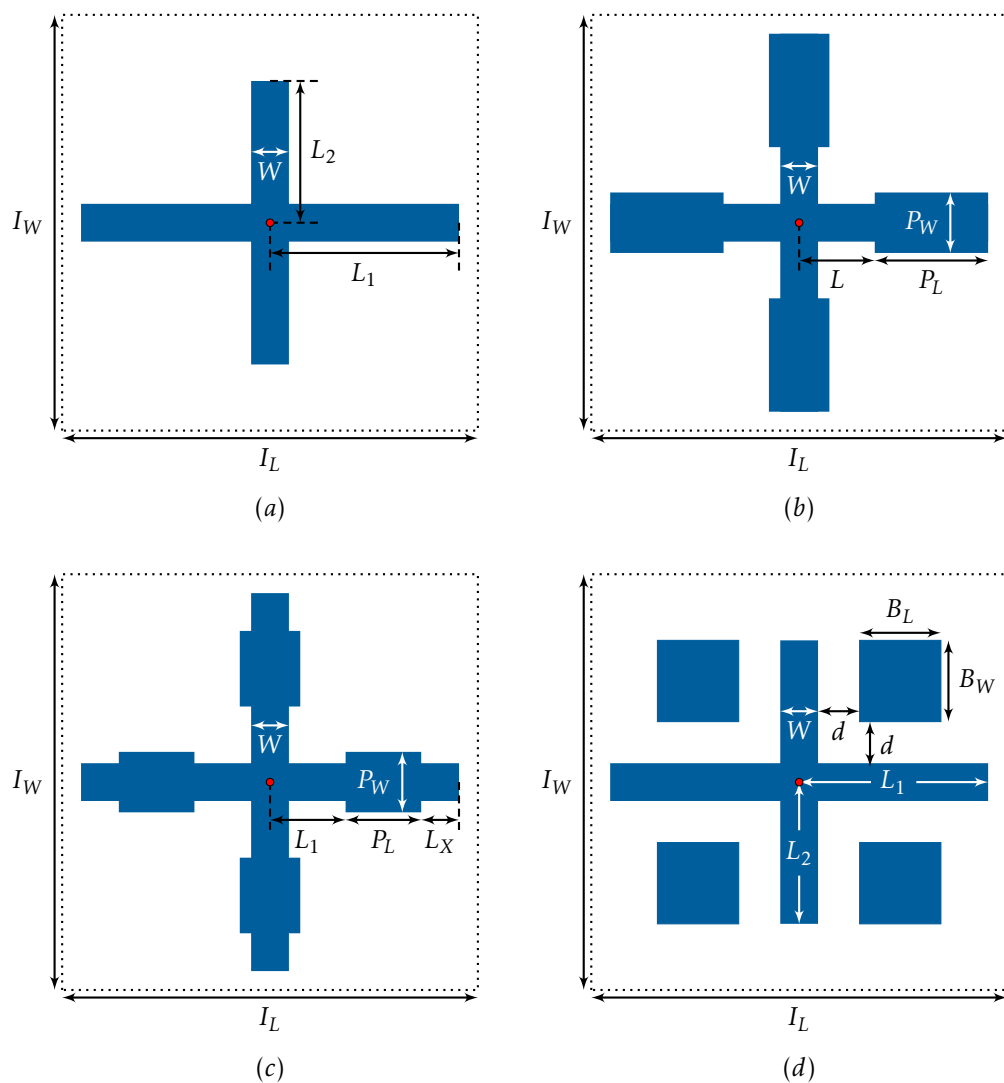 W
L_2
I_W
L_1
I_L
(a)
W
I_W
P_W
L
P_L
I_L
(b)
W
I_W
P_W
L_1
P_L
L_X
I_L
(c)
B_L
B_W
W
d
d
I_W
L_1
L_2
I_L
(d)